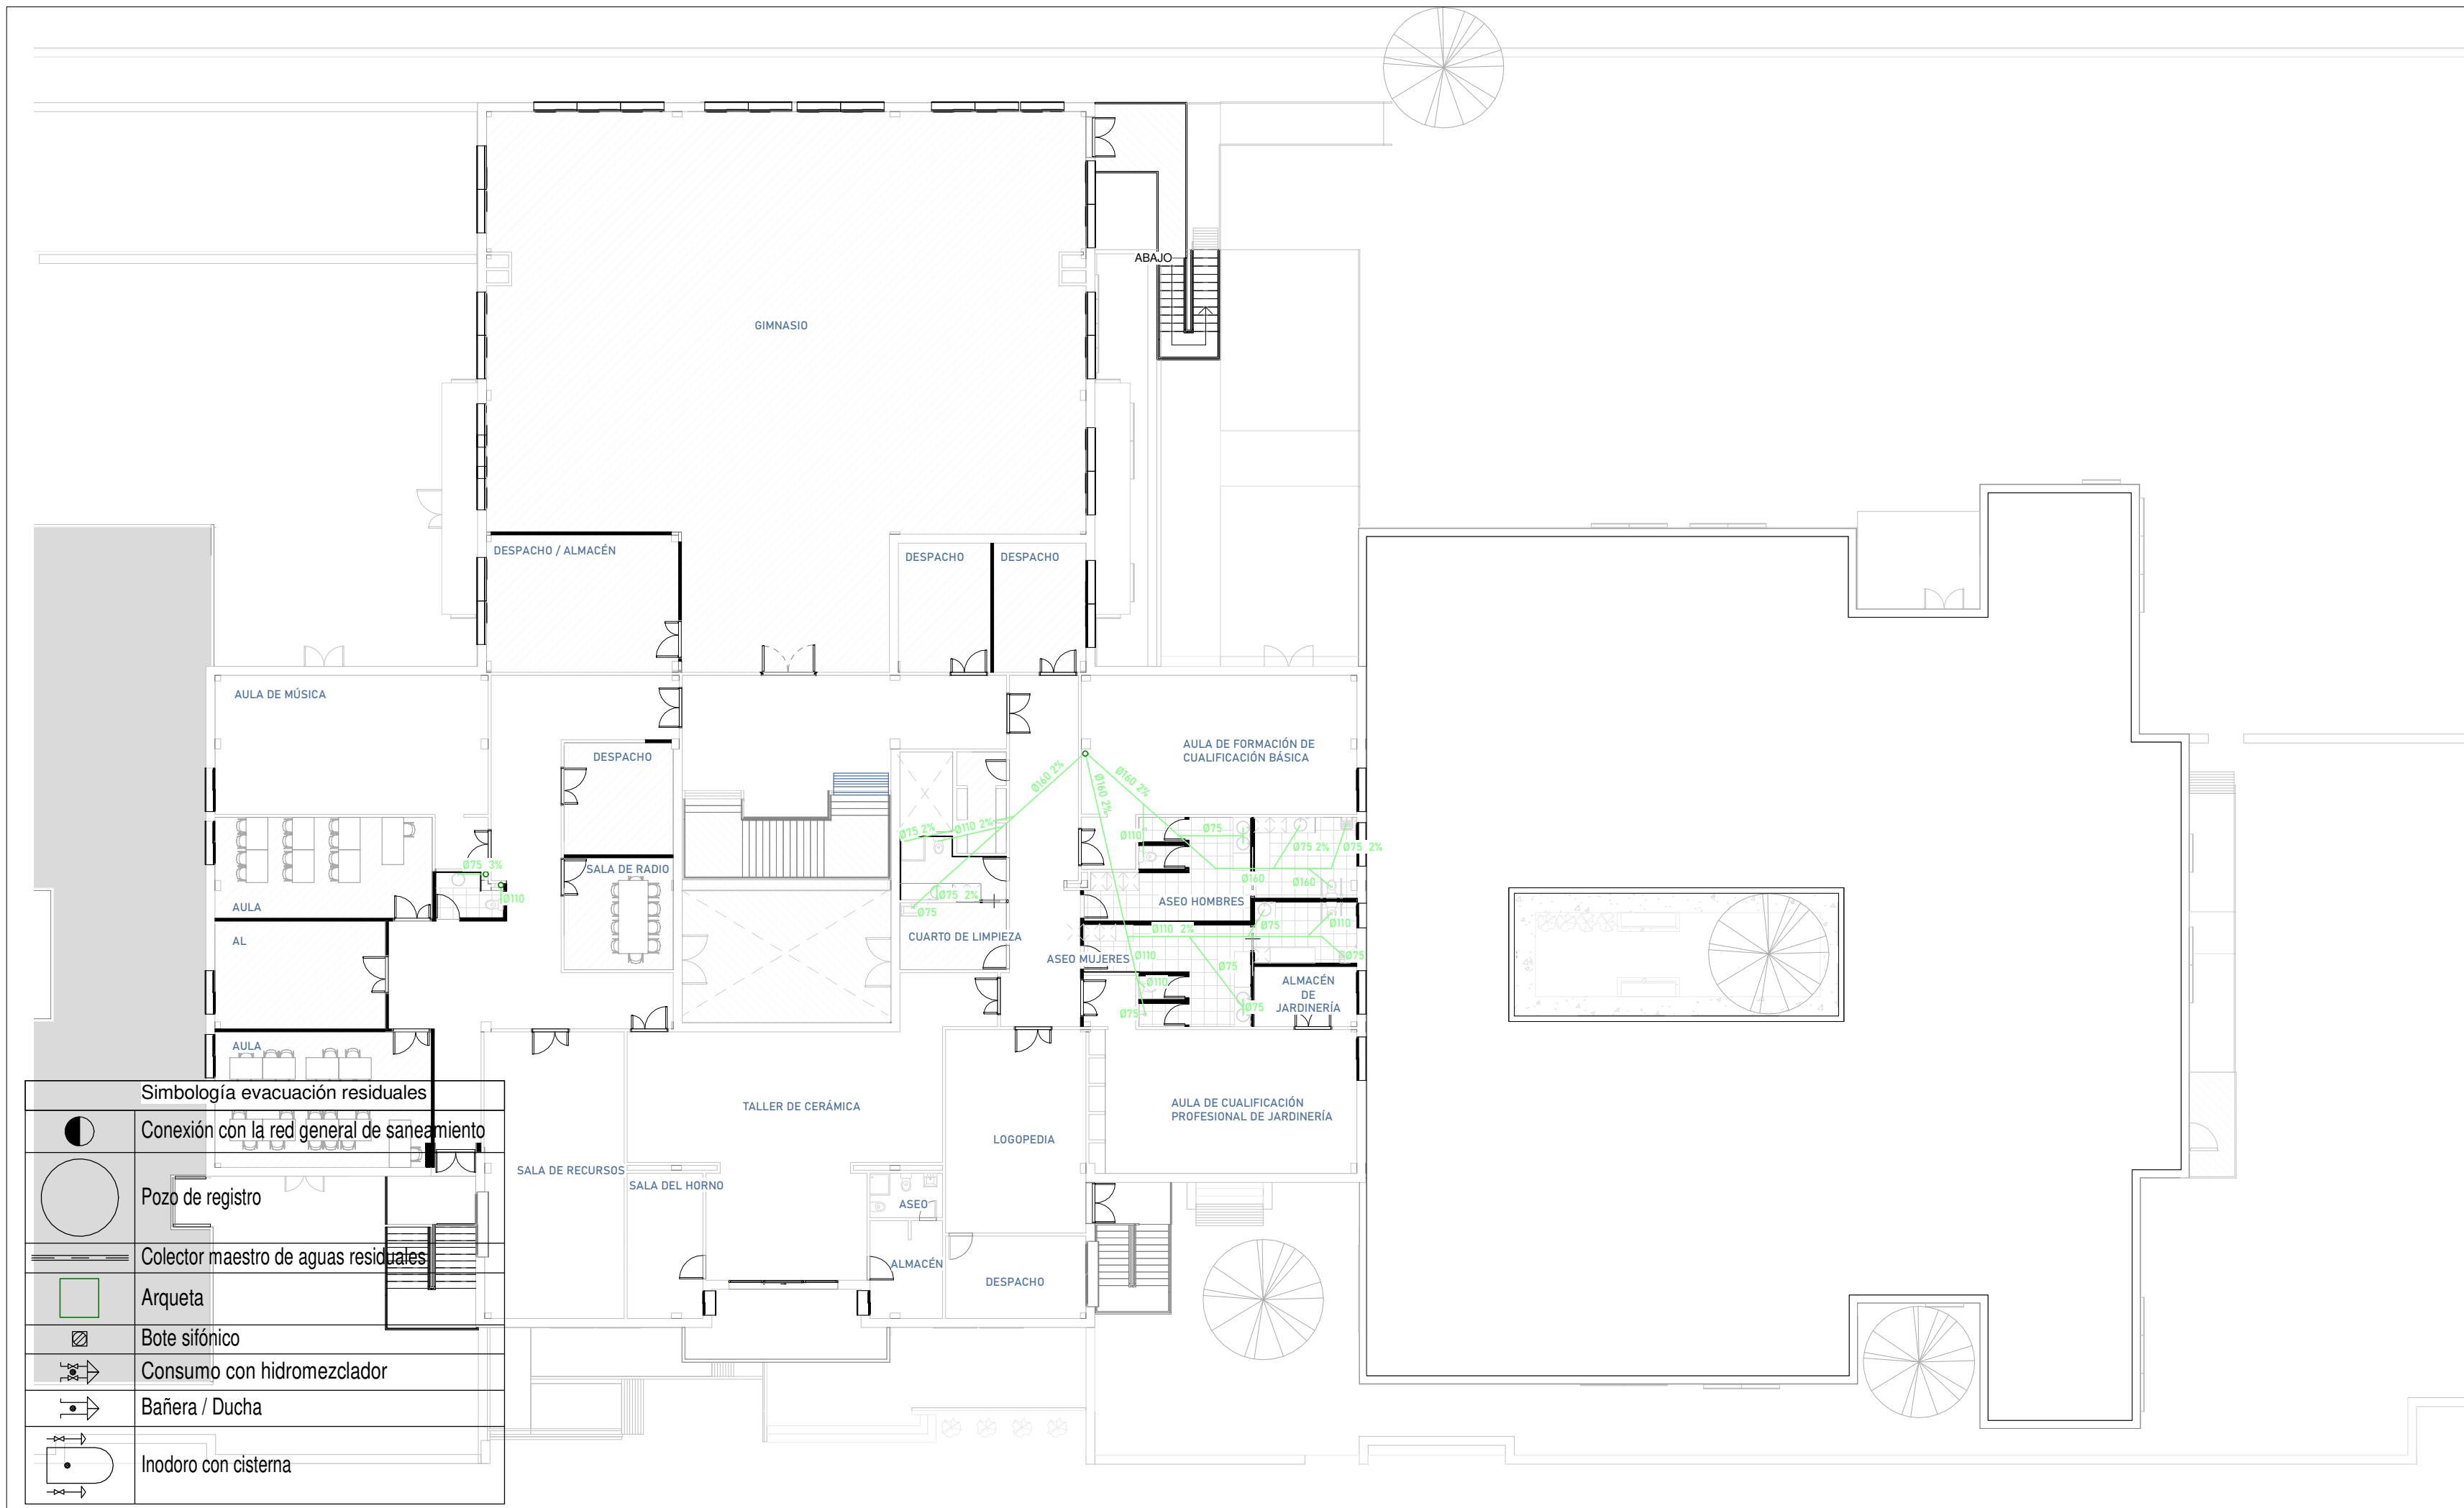 ABAJO
GIMNASIO
DESPACHO / ALMACÉN
DESPACHO
DESPACHO
AULA DE MÚSICA
DESPACHO
AULA DE FORMACIÓN DE
CUALIFICACIÓN BÁSICA
Ø160 2%
Ø160 2%
Ø160 2%
Ø75 2%
Ø110 2%
Ø110
Ø75
Ø75 2%
Ø75 2%
Ø75 3%
Ø110
SALA DE RADIO
Ø160
Ø160
Ø75 2%
Ø75
AULA
ASEO HOMBRES
CUARTO DE LIMPIEZA
AL
Ø110 2%
Ø75
Ø110
ASEO MUJERES
Ø110
Ø75
Ø75
Ø110
Ø75
Ø75
ALMACÉN
DE
JARDINERÍA
AULA
Simbología evacuación residuales
Conexión con la red general de saneamiento
Pozo de registro
Colector maestro de aguas residuales
Arqueta
Bote sifónico
Consumo con hidromezclador
Bañera / Ducha
Inodoro con cisterna
TALLER DE CERÁMICA
AULA DE CUALIFICACIÓN
PROFESIONAL DE JARDINERÍA
LOGOPEDIA
SALA DE RECURSOS
SALA DEL HORNO
ASEO
ALMACÉN
DESPACHO